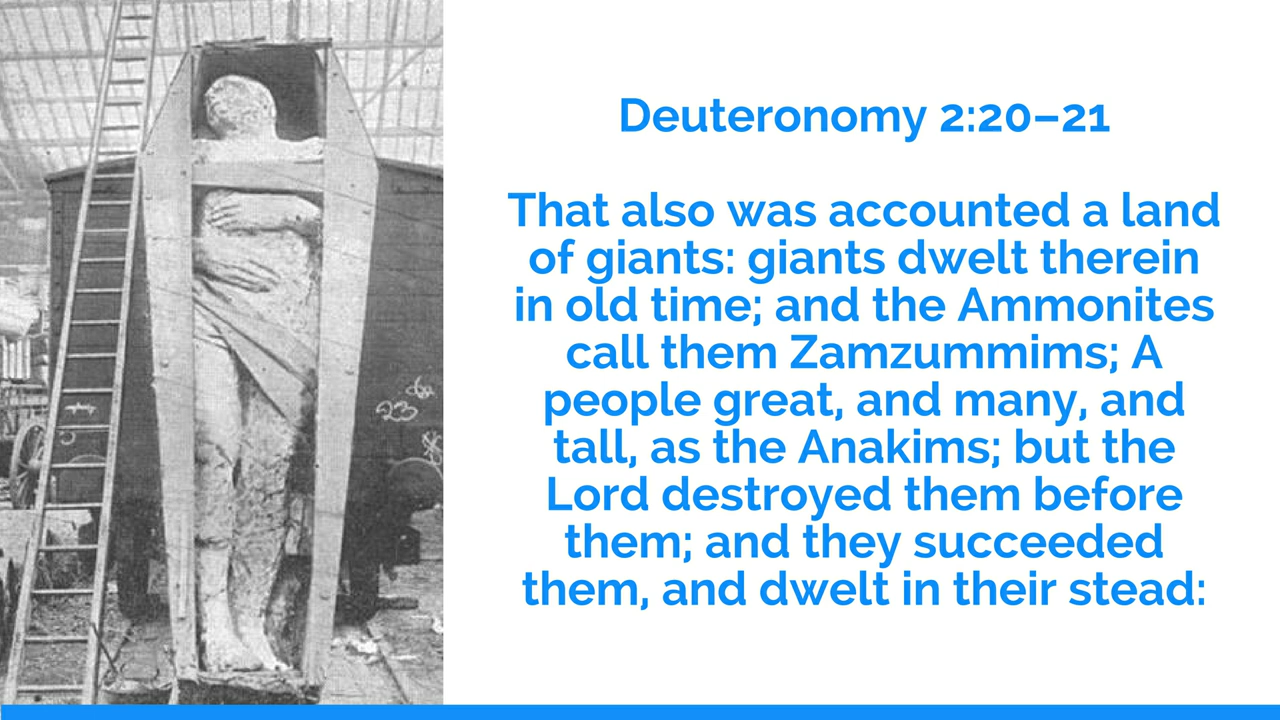 Deuteronomy 2:20–21
That also was accounted a land
of giants: giants dwelt therein
in old time; and the Ammonites
call them Zamzummims; A
people great, and many, and
tall, as the Anakims; but the
Lord destroyed them before
them; and they succeeded
them, and dwelt in their stead:
23